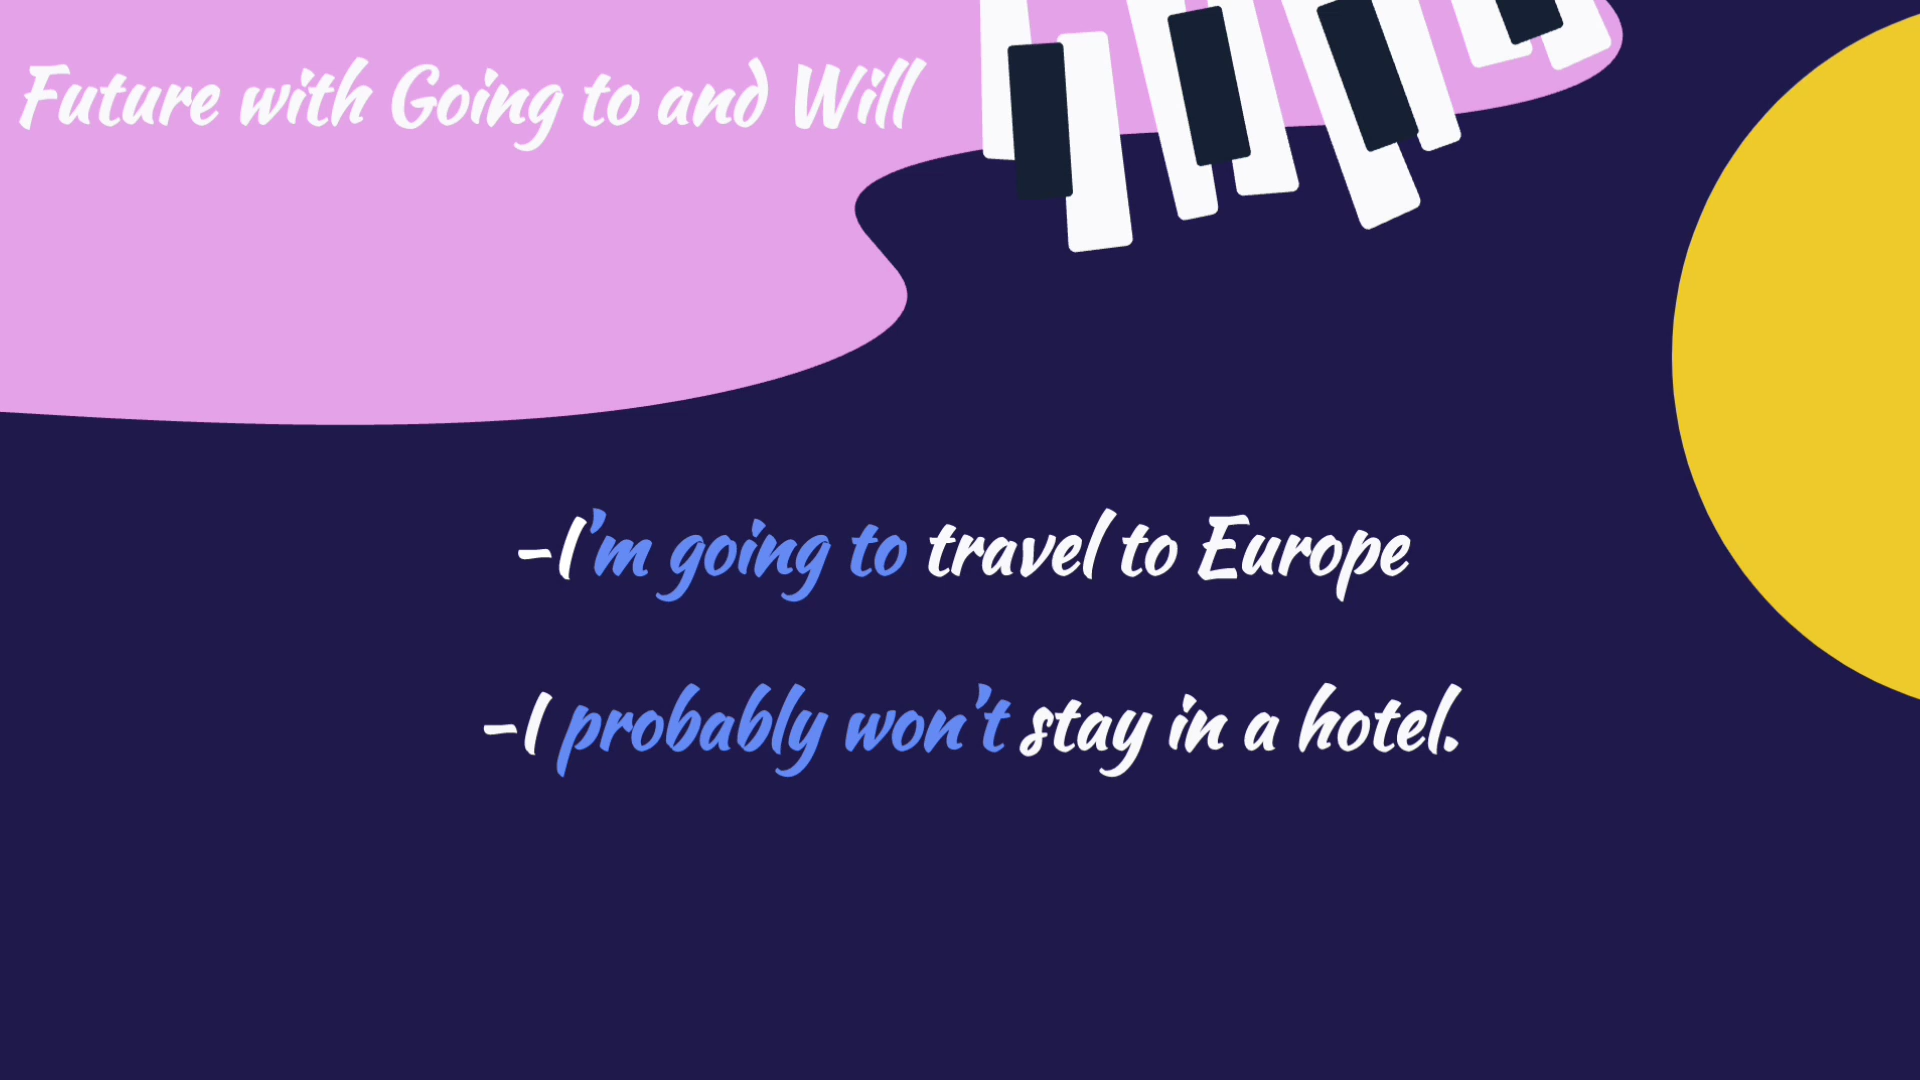 Future with Going to and Will
-I'm going to travel to Europe
-I probably won't stay in a hotel.